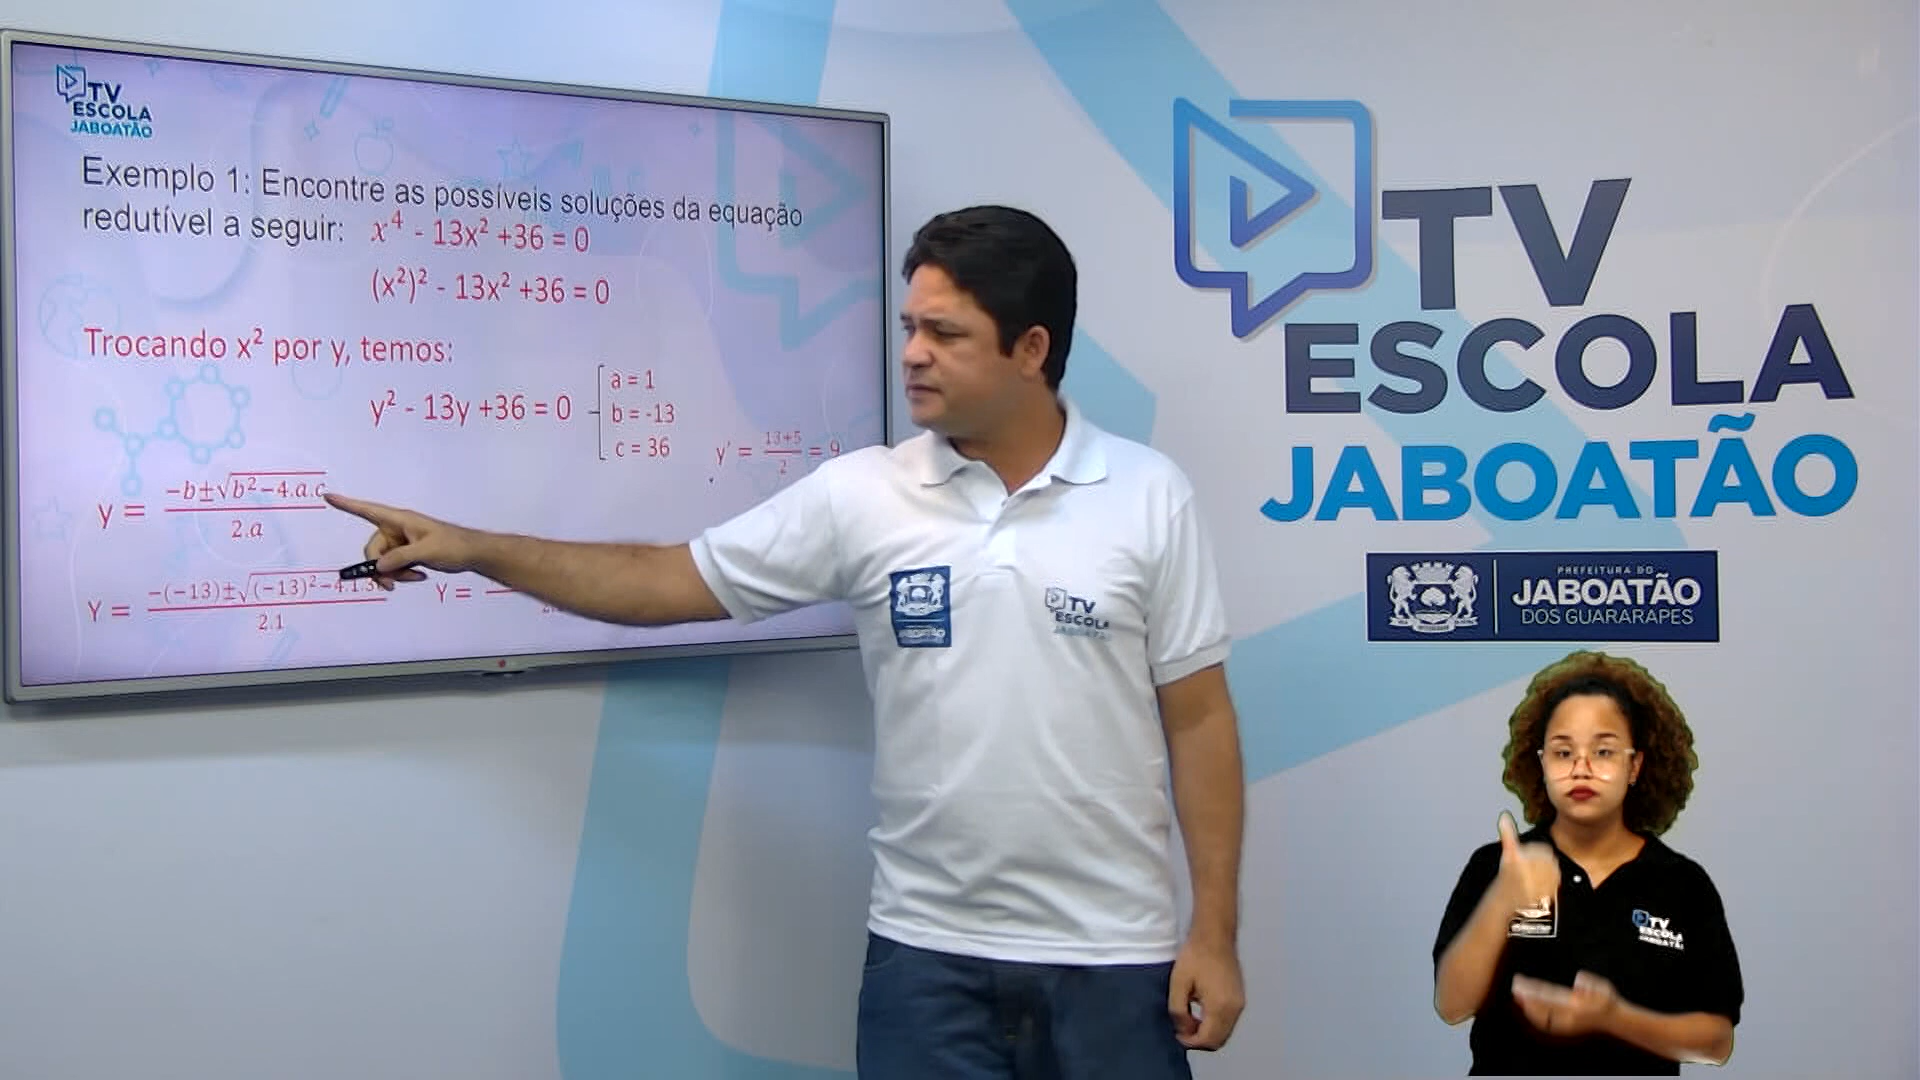 TV
ESCOLA
JABOATÃO
Exemplo 1: Encontre as possíveis soluções da equação
redutível a seguir: x⁴ - 13x² +36 = 0
(x²)² - 13x² +36 = 0
Trocando x² por y, temos:
y² - 13y +36 = 0
a = 1
b = -13
c = 36
y' = 13+5 / 2 = 9
y = −b±√b²−4.a.c / 2.a
Y = −(−13)±√(−13)²−4.1.3 / 2.1
Y =
TV
ESCOLA
JABOATÃO
PREFEITURA DO
JABOATÃO
DOS GUARARAPES
JABOATÃO
TV
ESCOLA
JABOATÃO
TV
ESCOLA
JABOATÃO